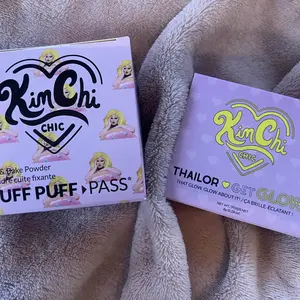 KimChi
CHIC
& Bake Powder
suite fixante
UFF PUFF PASS*
KimChi
CHIC
THAILOR GET GLOW
THAT GLOW, GLOW ABOUT IT! / ÇA BRILLE, ÉCLATANT !